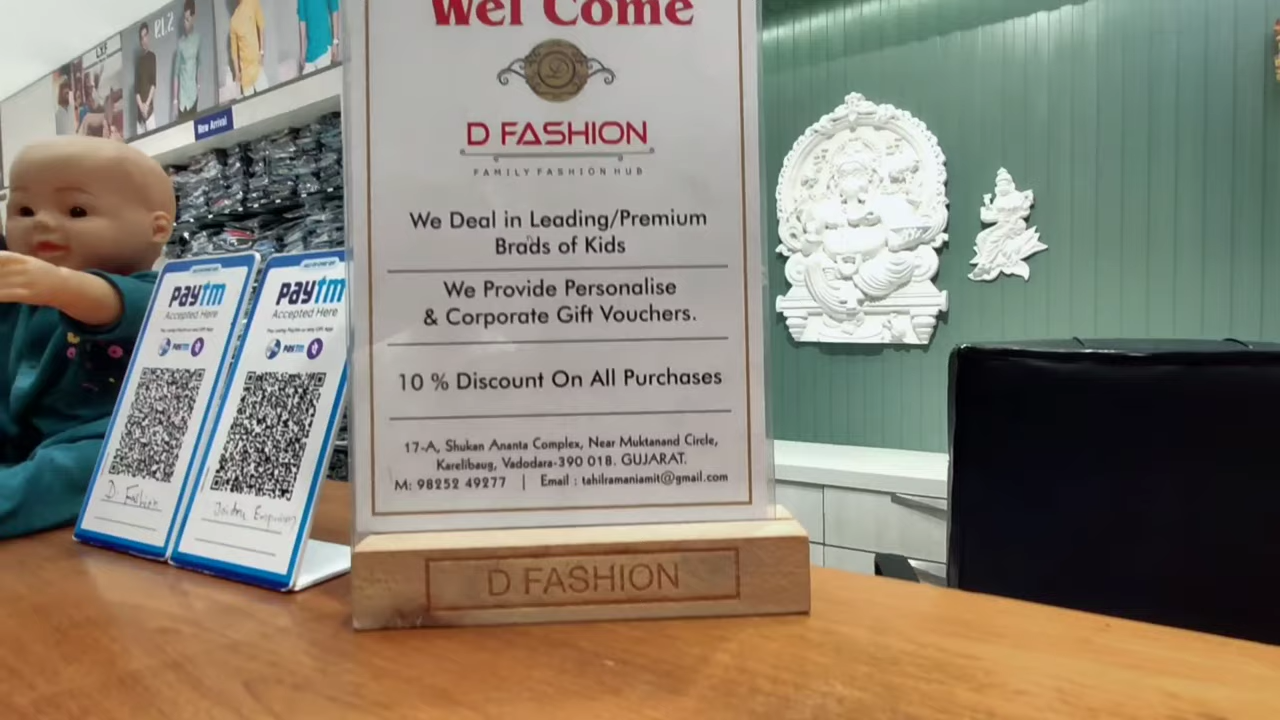 Wel Come
D FASHION
FAMILY FASHION HUB
We Deal in Leading/Premium
Brads of Kids
We Provide Personalise
& Corporate Gift Vouchers.
10 % Discount On All Purchases
17-A, Shukan Ananta Complex, Near Muktanand Circle,
Karelibaug, Vadodara-390 018. GUJARAT.
M: 98252 49277 | Email : tahilramaniamit@gmail.com
D FASHION
paytm
Accepted Here
D. Fashion
paytm
Accepted Here
New Arrival